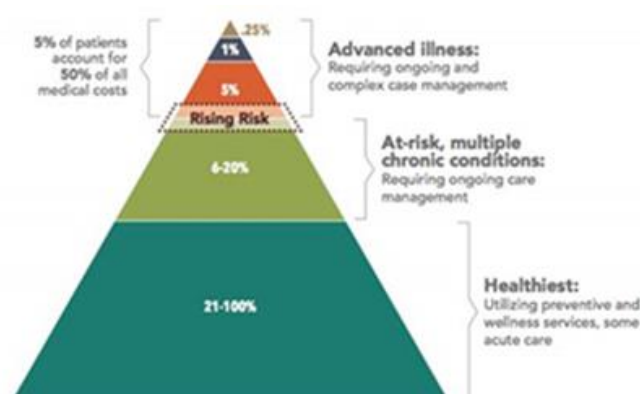 5% of patients
account for
50% of all
medical costs
.25%
1%
5%
Rising Risk
6-20%
21-100%
Advanced illness:
Requiring ongoing and
complex case management
At-risk, multiple
chronic conditions:
Requiring ongoing care
management
Healthiest:
Utilizing preventive and
wellness services, some
acute care